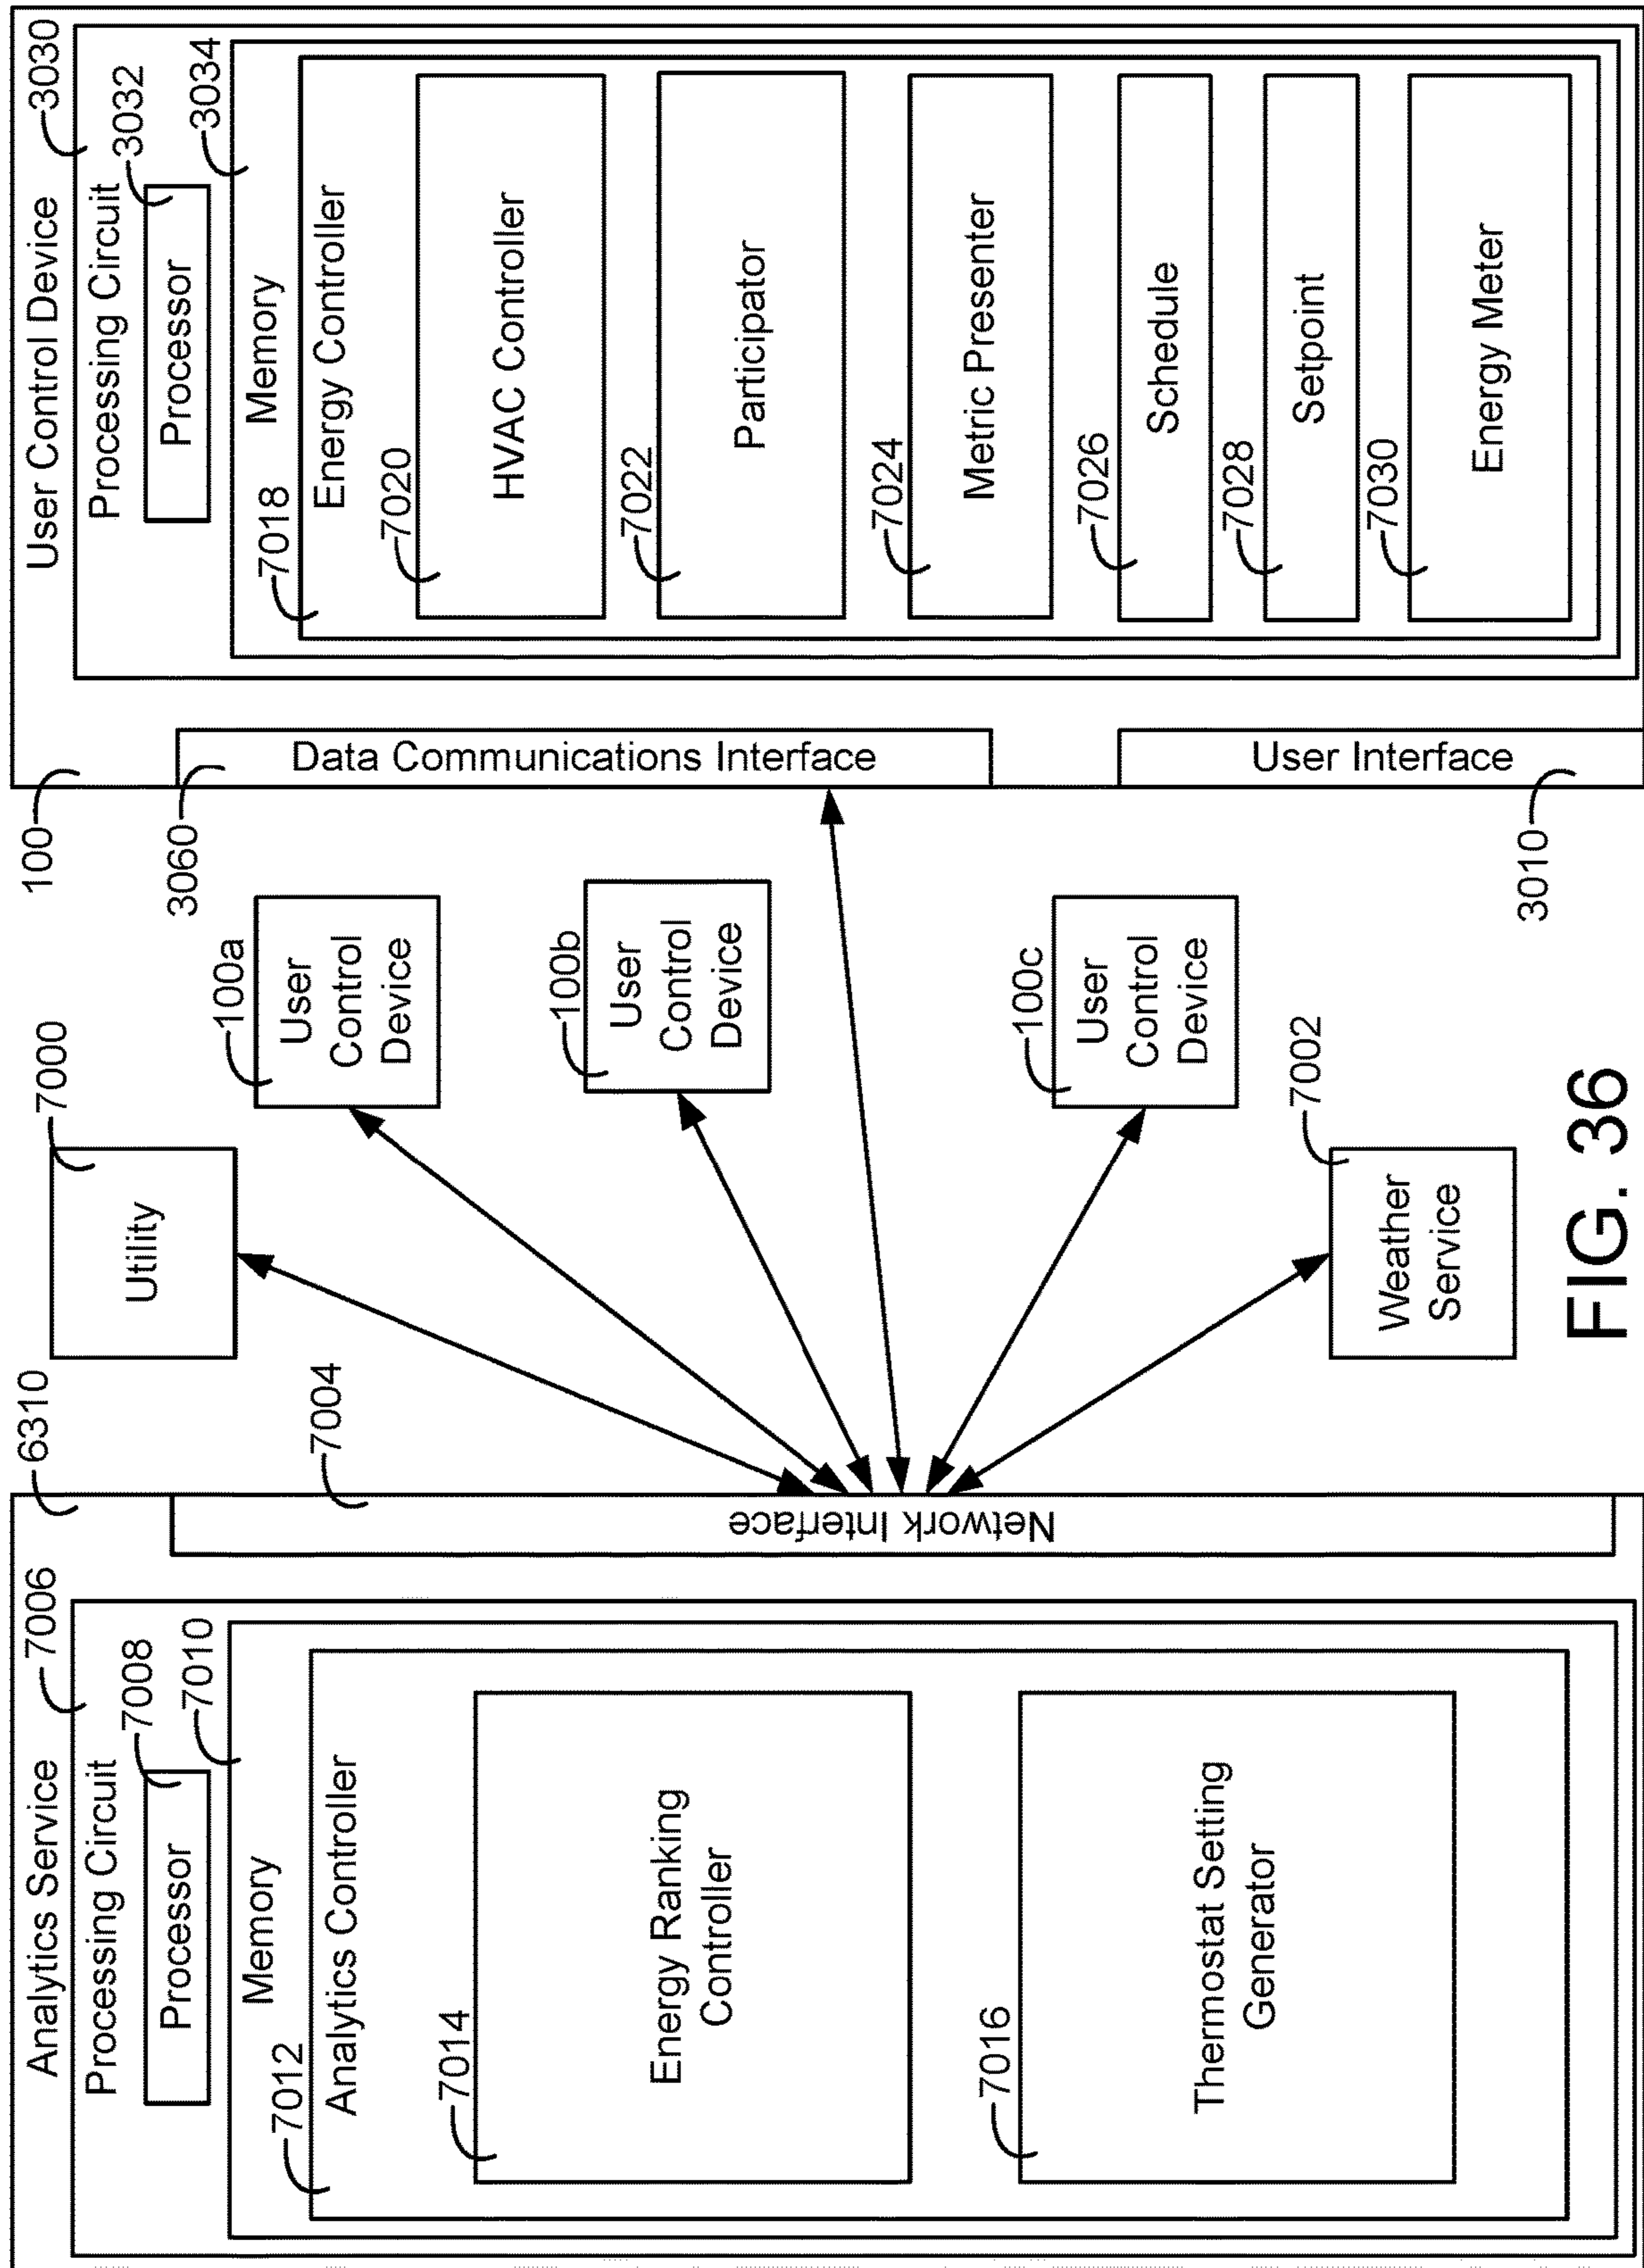 Analytics Service
6310
Processing Circuit
7006
Processor
7008
Memory
7010
Analytics Controller
7012
Energy Ranking
Controller
7014
Thermostat Setting
Generator
7016
Network Interface
7004
Utility
7000
100a
User
Control
Device
100b
User
Control
Device
100c
User
Control
Device
Weather
Service
7002
User Control Device
100
Processing Circuit
3030
Processor
3032
Memory
3034
Energy Controller
7018
HVAC Controller
7020
Participator
7022
Metric Presenter
7024
Schedule
7026
Setpoint
7028
Energy Meter
7030
Data Communications Interface
3060
User Interface
3010
FIG. 36